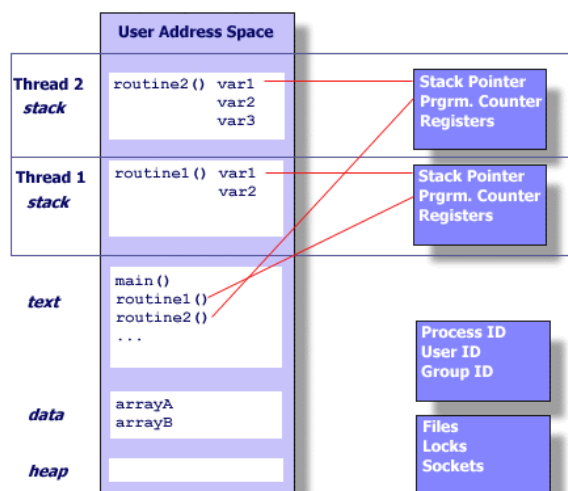 User Address Space
Thread 2
stack
routine2() var1
var2
var3
Stack Pointer
Prgrm. Counter
Registers
Thread 1
stack
routine1() var1
var2
Stack Pointer
Prgrm. Counter
Registers
text
main()
routine1()
routine2()
...
Process ID
User ID
Group ID
data
arrayA
arrayB
Files
Locks
Sockets
heap